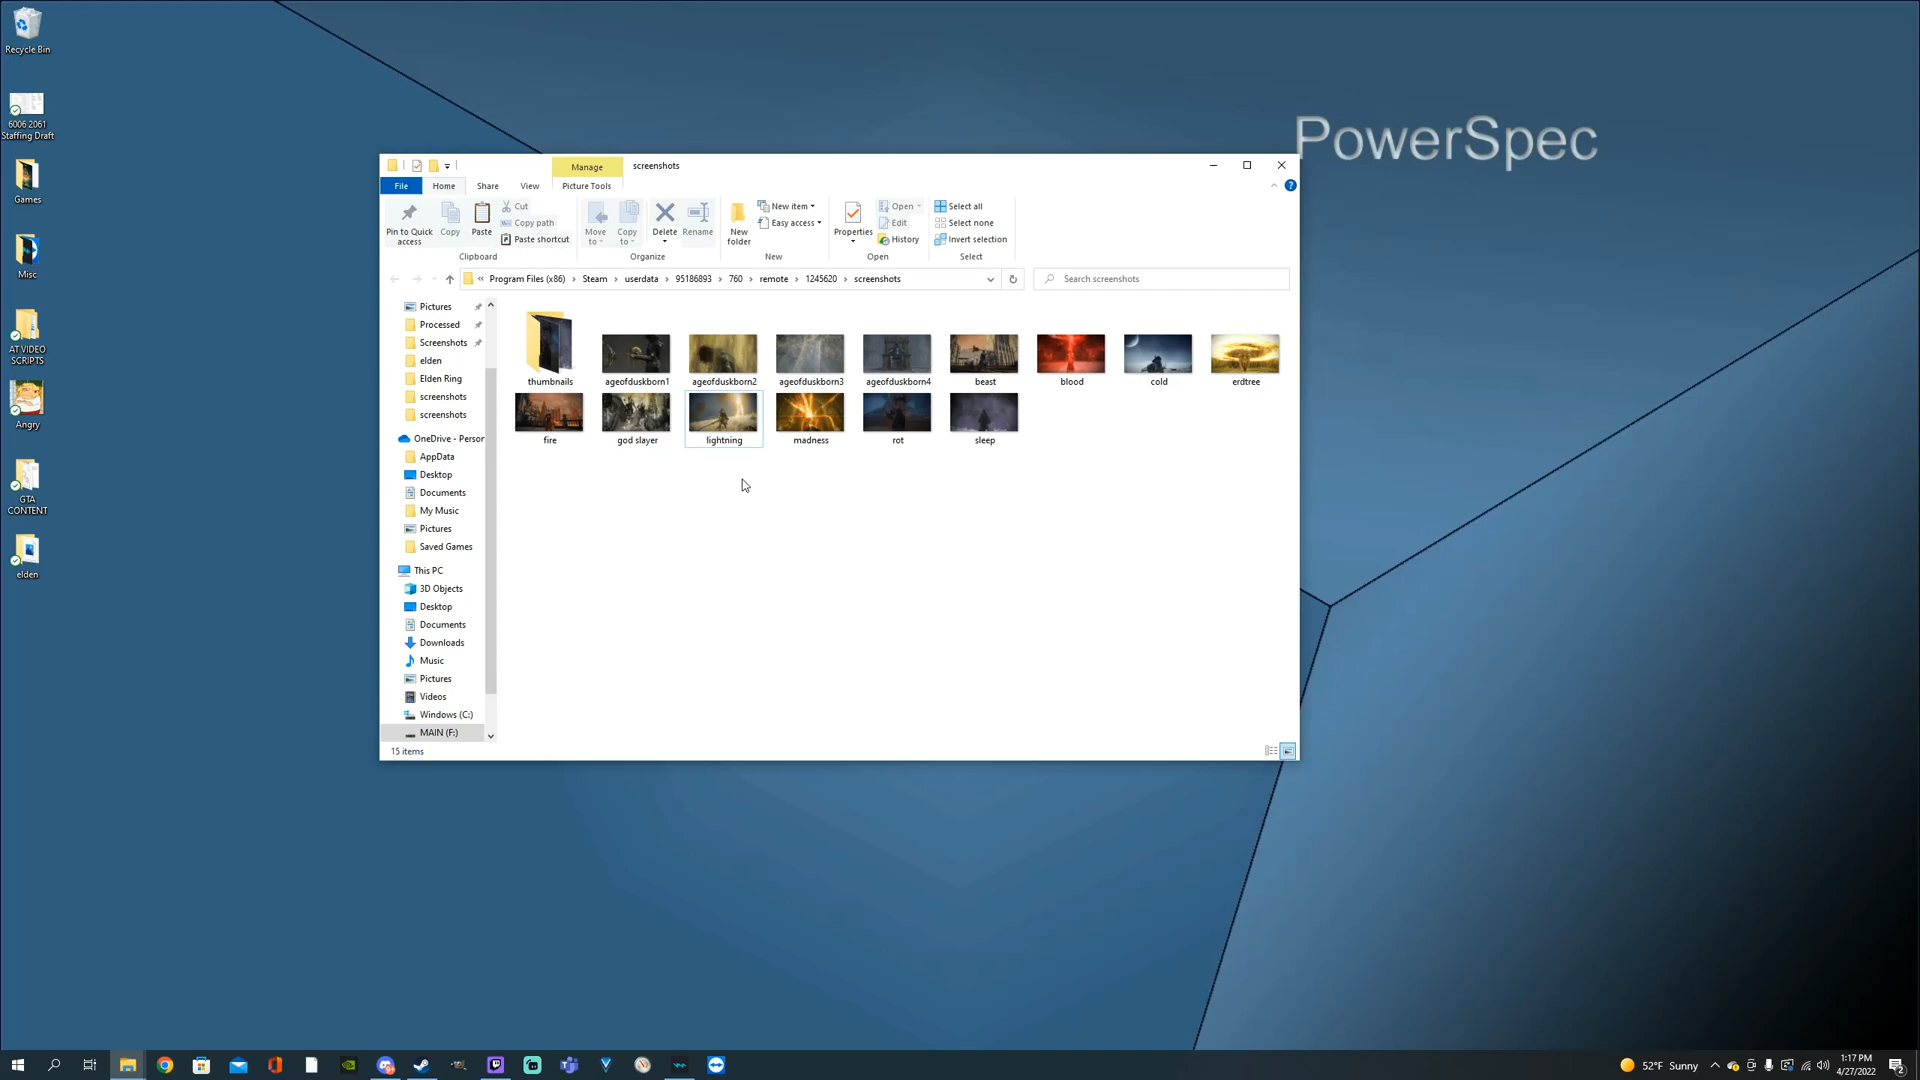 Recycle Bin
6006 2061
Staffing Draft
Games
Misc
AT VIDEO
SCRIPTS
Angry
GTA
CONTENT
elden
PowerSpec
Manage
screenshots
File
Home
Share
View
Picture Tools
Pin to Quick
access
Copy
Paste
Cut
Copy path
Paste shortcut
Clipboard
Move
to
Copy
to
Delete
Rename
Organize
New
folder
New item
Easy access
New
Properties
Open
Edit
History
Open
Select all
Select none
Invert selection
Select
« Program Files (x86) › Steam › userdata › 95186893 › 760 › remote › 1245620 › screenshots
Search screenshots
Pictures
Processed
Screenshots
elden
Elden Ring
screenshots
screenshots
OneDrive - Person
AppData
Desktop
Documents
My Music
Pictures
Saved Games
This PC
3D Objects
Desktop
Documents
Downloads
Music
Pictures
Videos
Windows (C:)
MAIN (F:)
thumbnails
ageofduskborn1
ageofduskborn2
ageofduskborn3
ageofduskborn4
beast
blood
cold
erdtree
fire
god slayer
lightning
madness
rot
sleep
15 items
52°F Sunny
1:17 PM
4/27/2022